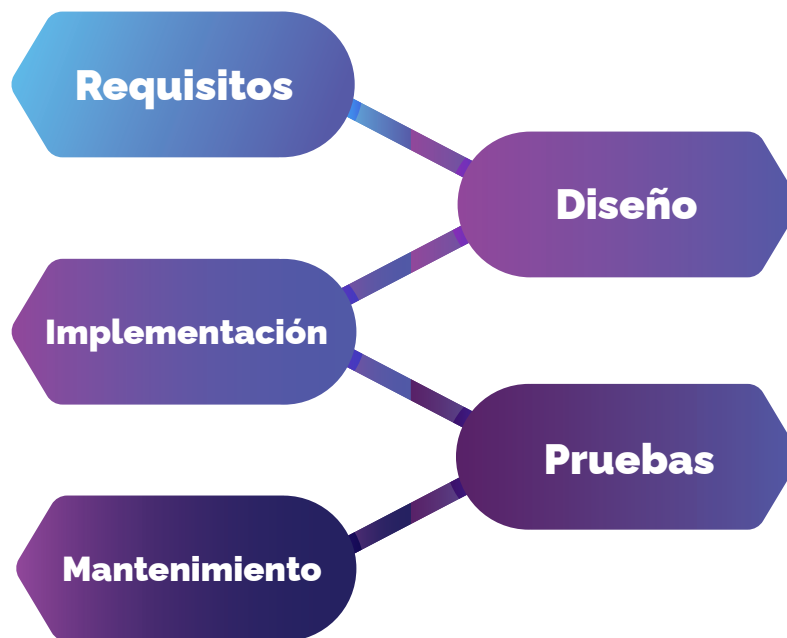 Requisitos
Diseño
Implementación
Pruebas
Mantenimiento